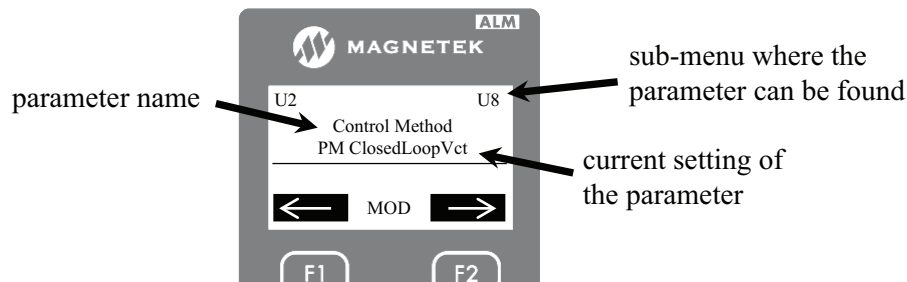 ALM
MAGNETEK
sub-menu where the
parameter can be found
parameter name
U2 U8
Control Method
PM ClosedLoopVct
current setting of
the parameter
MOD
F1 F2